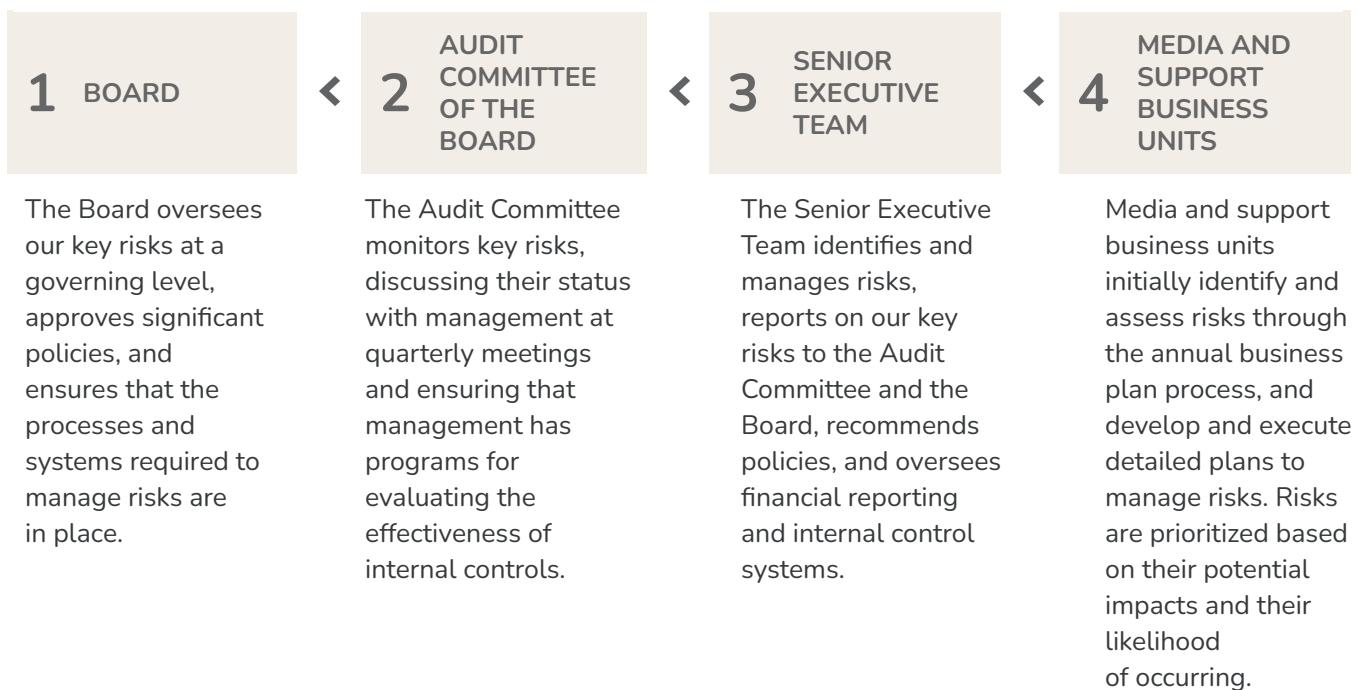 1 BOARD
The Board oversees
our key risks at a
governing level,
approves significant
policies, and
ensures that the
processes and
systems required to
manage risks are
in place.
<
2 AUDIT
COMMITTEE
OF THE
BOARD
The Audit Committee
monitors key risks,
discussing their status
with management at
quarterly meetings
and ensuring that
management has
programs for
evaluating the
effectiveness of
internal controls.
<
3 SENIOR
EXECUTIVE
TEAM
The Senior Executive
Team identifies and
manages risks,
reports on our key
risks to the Audit
Committee and the
Board, recommends
policies, and oversees
financial reporting
and internal control
systems.
<
4 MEDIA AND
SUPPORT
BUSINESS
UNITS
Media and support
business units
initially identify and
assess risks through
the annual business
plan process, and
develop and execute
detailed plans to
manage risks. Risks
are prioritized based
on their potential
impacts and their
likelihood
of occurring.